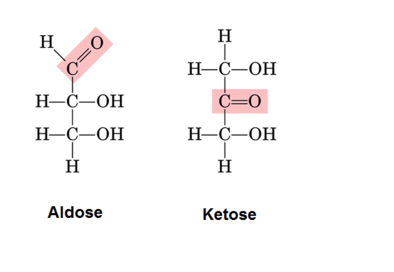 H O
C
H–C–OH
H–C–OH
H
Aldose
H
H–C–OH
C=O
H–C–OH
H
Ketose